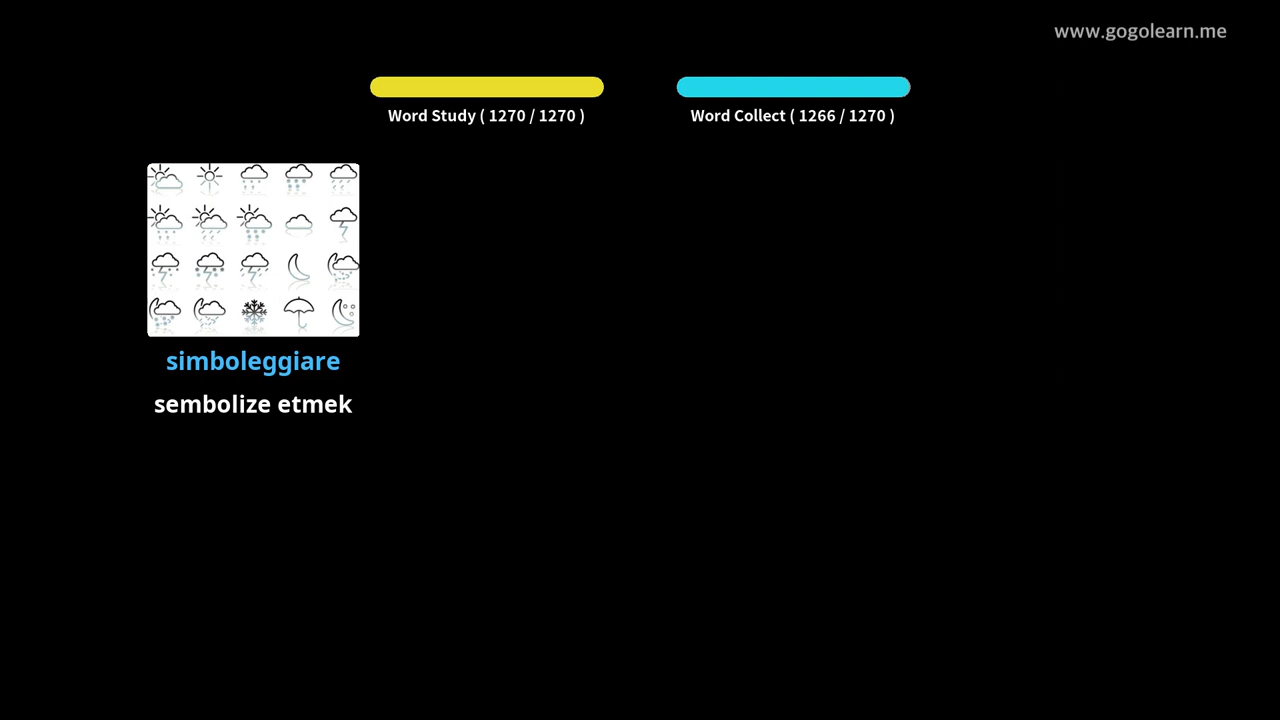 www.gogolearn.me
Word Study ( 1270 / 1270 )
Word Collect ( 1266 / 1270 )
simboleggiare
sembolize etmek